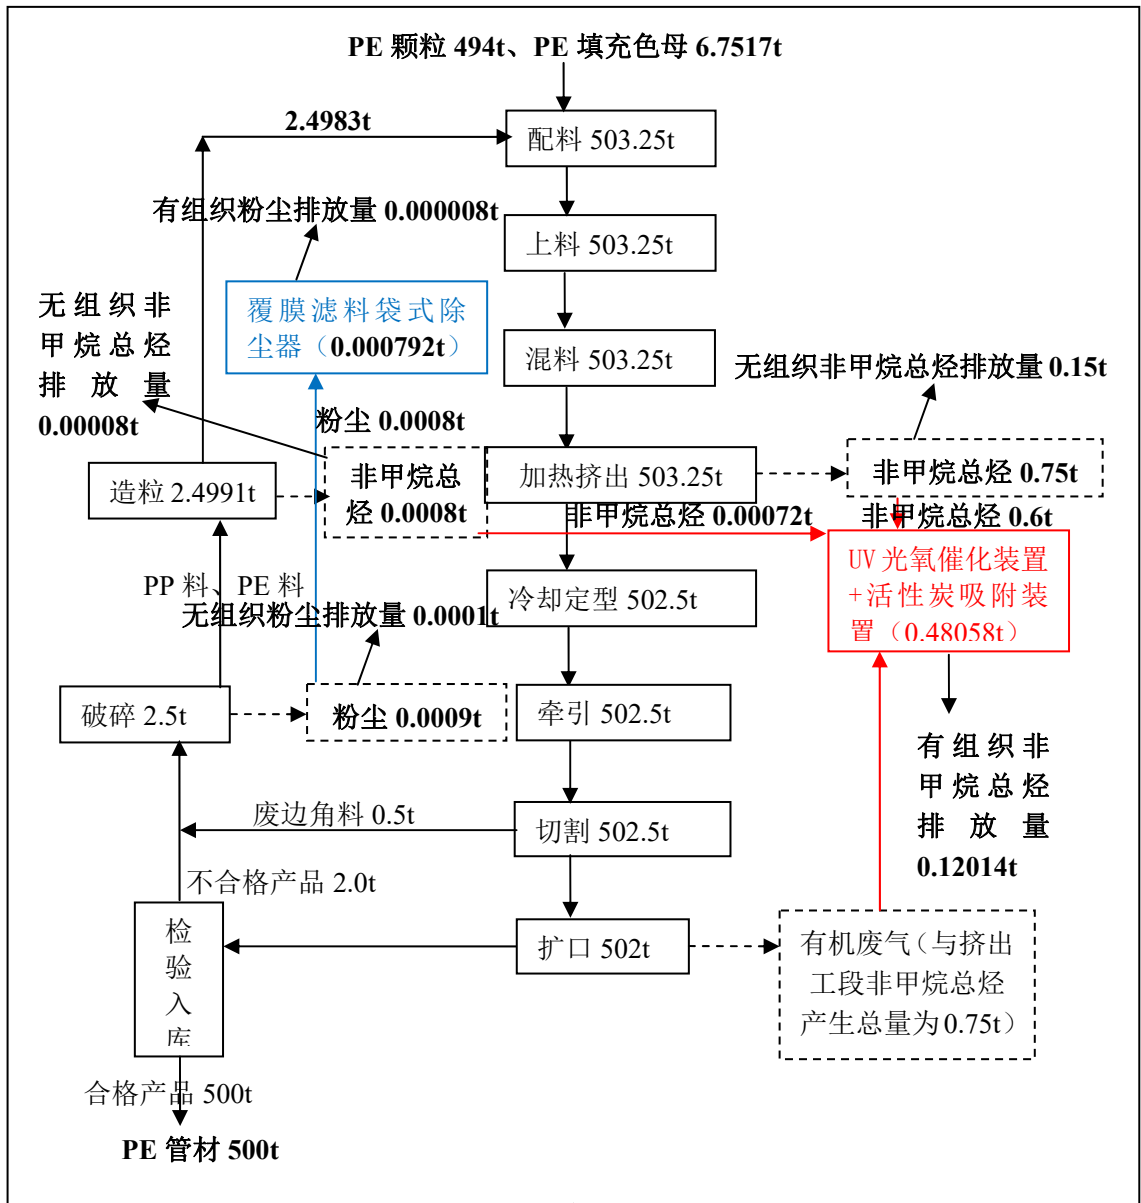 PE 颗粒 494t、PE 填充色母 6.7517t
2.4983t
配料 503.25t
有组织粉尘排放量 0.000008t
上料 503.25t
无组织非
甲烷总烃
排放量
0.00008t
覆膜滤料袋式除
尘器（0.000792t）
混料 503.25t
无组织非甲烷总烃排放量 0.15t
粉尘 0.0008t
造粒 2.4991t
非甲烷总
烃 0.0008t
加热挤出 503.25t
非甲烷总烃 0.75t
非甲烷总烃 0.00072t
非甲烷总烃 0.6t
UV 光氧催化装置
+活性炭吸附装
置（0.48058t）
PP 料、PE 料
无组织粉尘排放量 0.0001t
冷却定型 502.5t
破碎 2.5t
粉尘 0.0009t
牵引 502.5t
有组织非
甲烷总烃
排放量
0.12014t
废边角料 0.5t
切割 502.5t
不合格产品 2.0t
检
验
入
库
扩口 502t
有机废气（与挤出
工段非甲烷总烃
产生总量为0.75t）
合格产品 500t
PE 管材 500t